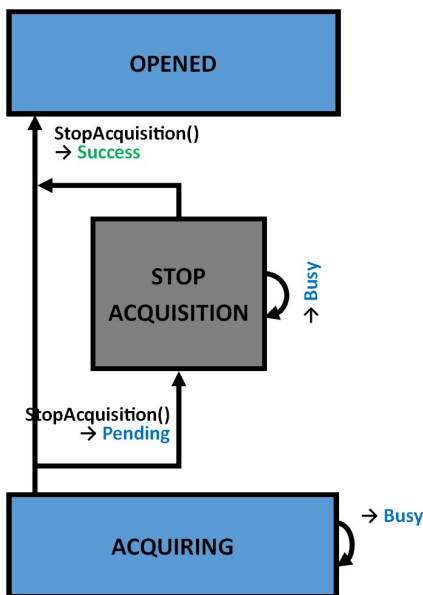 OPENED
StopAcquisition()
→ Success
STOP
ACQUISITION
→ Busy
StopAcquisition()
→ Pending
→ Busy
ACQUIRING